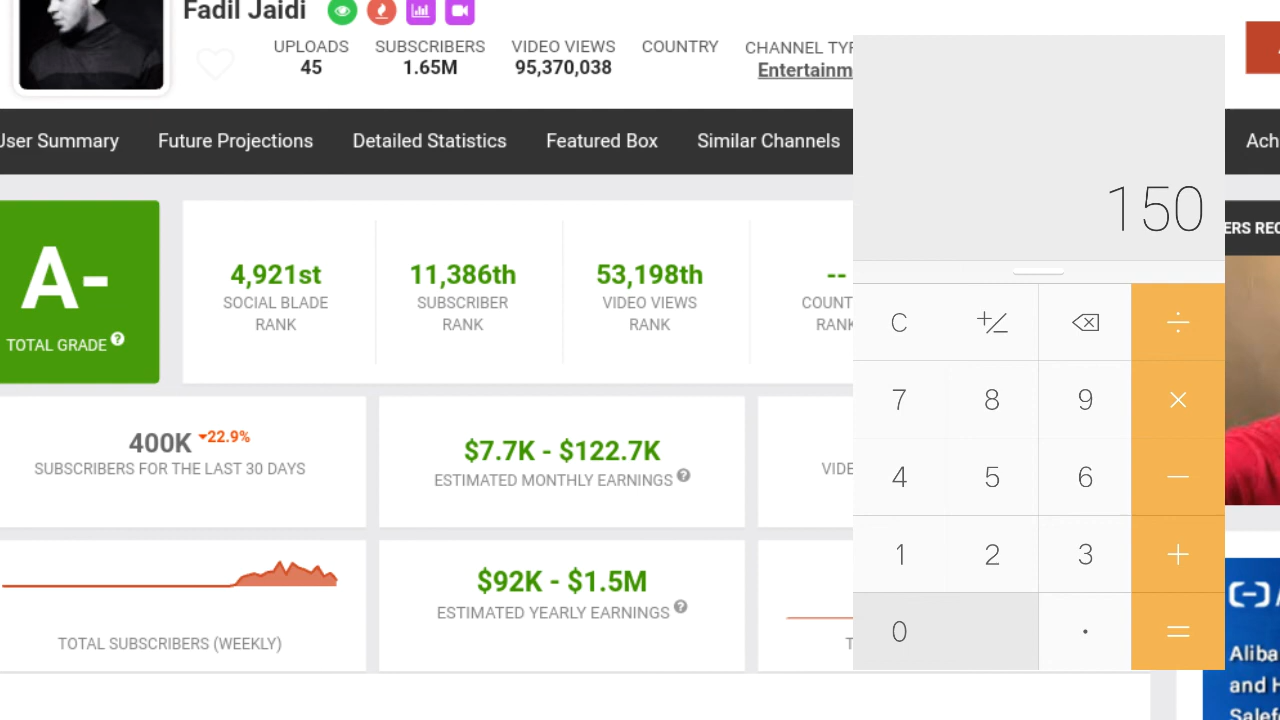 Fadil Jaidi
UPLOADS
45
SUBSCRIBERS
1.65M
VIDEO VIEWS
95,370,038
COUNTRY
CHANNEL TYP
Entertainm
User Summary
Future Projections
Detailed Statistics
Featured Box
Similar Channels
Ach
A-
TOTAL GRADE ?
4,921st
SOCIAL BLADE
RANK
11,386th
SUBSCRIBER
RANK
53,198th
VIDEO VIEWS
RANK
--
COUNT
RANK
400K 22.9%
SUBSCRIBERS FOR THE LAST 30 DAYS
$7.7K - $122.7K
ESTIMATED MONTHLY EARNINGS ?
VIDE
TOTAL SUBSCRIBERS (WEEKLY)
$92K - $1.5M
ESTIMATED YEARLY EARNINGS ?
T
150
C +/− ÷
7 8 9 ×
4 5 6 −
1 2 3 +
0 . =
ERS REC
Aliba
and H
Salef